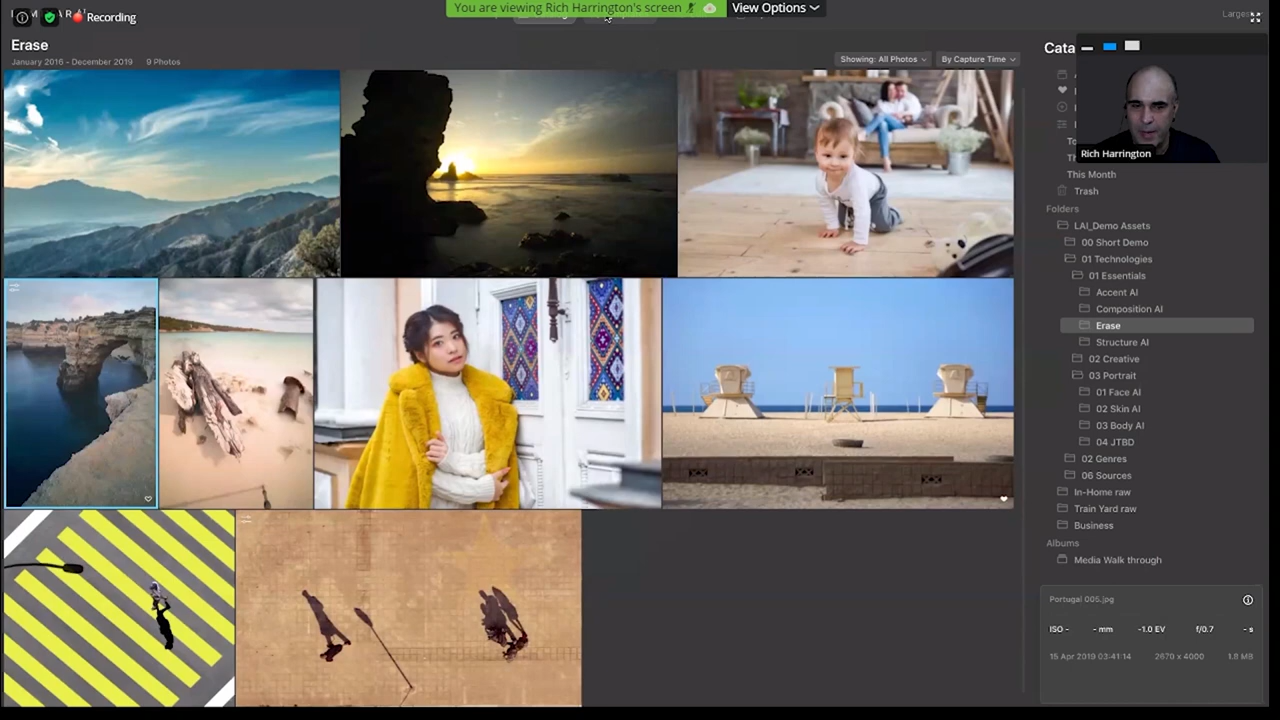 Recording
You are viewing Rich Harrington's screen
View Options
Erase
January 2016 - December 2019 9 Photos
Showing: All Photos
By Capture Time
Cata
Rich Harrington
This Month
Trash
Folders
LAI_Demo Assets
00 Short Demo
01 Technologies
01 Essentials
Accent AI
Composition AI
Erase
Structure AI
02 Creative
03 Portrait
01 Face AI
02 Skin AI
03 Body AI
04 JTBD
02 Genres
06 Sources
In-Home raw
Train Yard raw
Business
Albums
Media Walk through
Portugal 005.jpg
ISO - - mm -1.0 EV f/0.7 - s
15 Apr 2019 03:41:14 2670 x 4000 1.8 MB